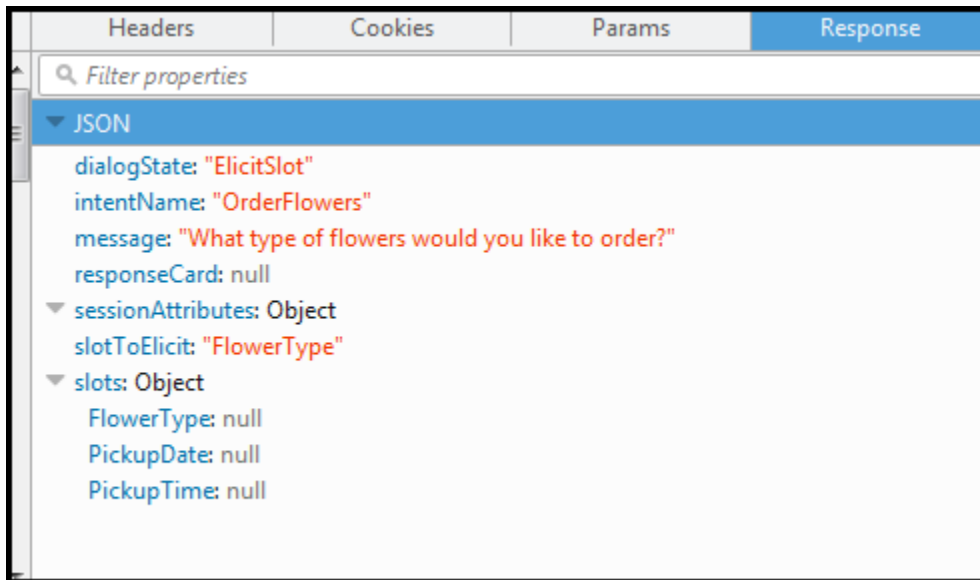 Headers Cookies Params Response
Filter properties
JSON
dialogState: "ElicitSlot"
intentName: "OrderFlowers"
message: "What type of flowers would you like to order?"
responseCard: null
sessionAttributes: Object
slotToElicit: "FlowerType"
slots: Object
FlowerType: null
PickupDate: null
PickupTime: null